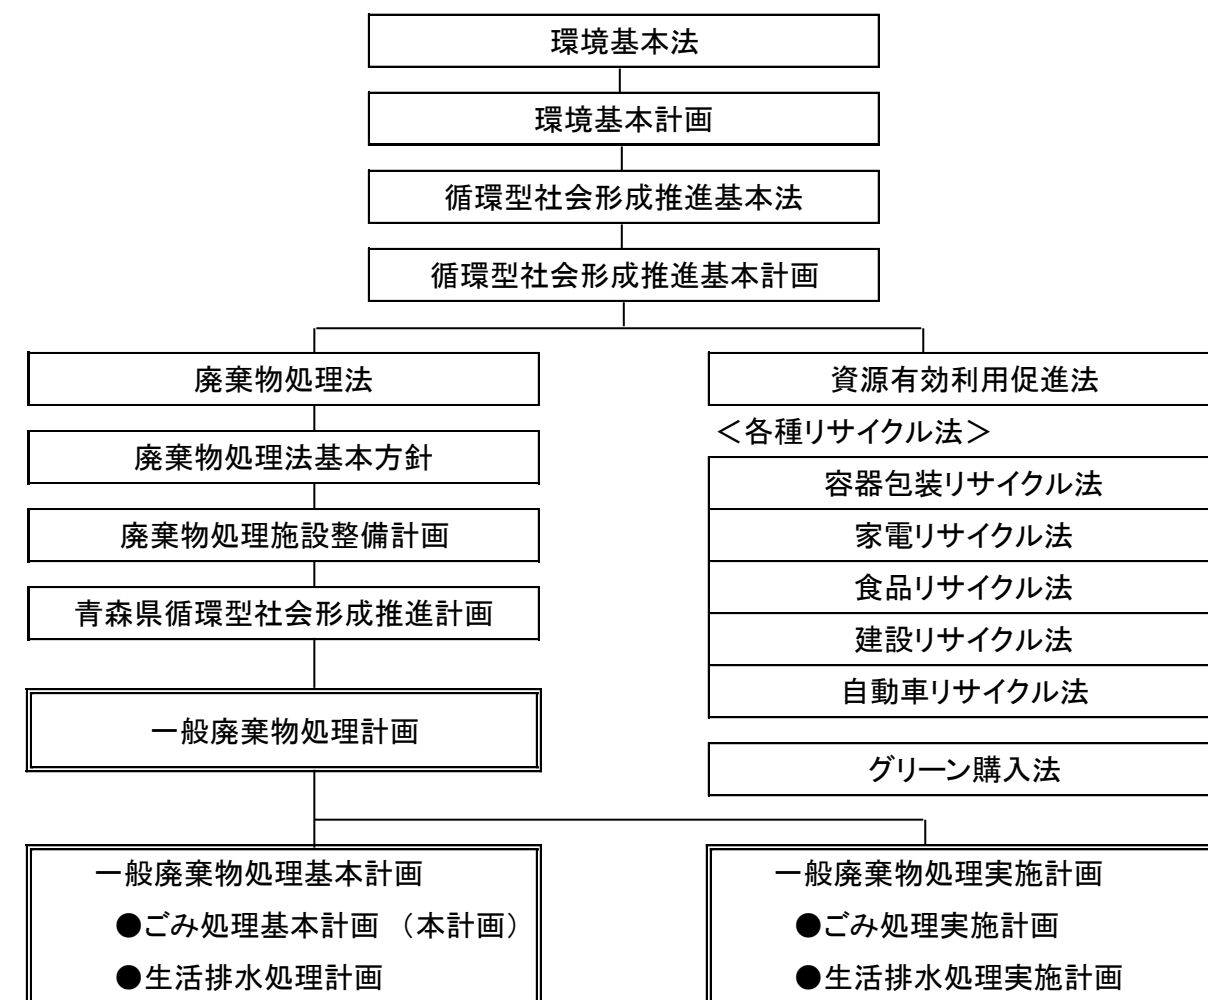 環境基本法
環境基本計画
循環型社会形成推進基本法
循環型社会形成推進基本計画
廃棄物処理法
廃棄物処理法基本方針
廃棄物処理施設整備計画
青森県循環型社会形成推進計画
一般廃棄物処理計画
資源有効利用促進法
＜各種リサイクル法＞
容器包装リサイクル法
家電リサイクル法
食品リサイクル法
建設リサイクル法
自動車リサイクル法
グリーン購入法
一般廃棄物処理基本計画
●ごみ処理基本計画 （本計画）
●生活排水処理計画
一般廃棄物処理実施計画
●ごみ処理実施計画
●生活排水処理実施計画